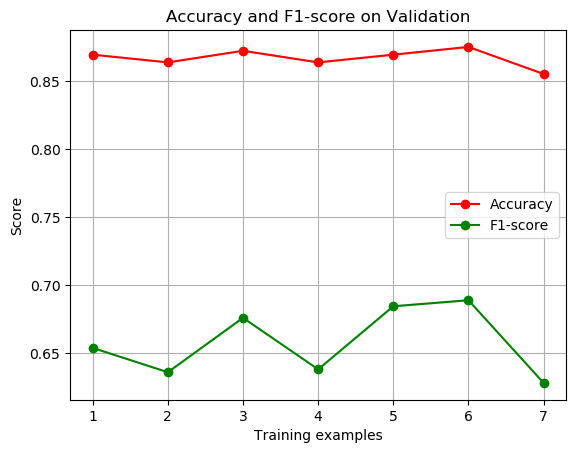 Accuracy and F1-score on Validation
Score
0.85
0.80
0.75
0.70
0.65
Accuracy
F1-score
1 2 3 4 5 6 7
Training examples